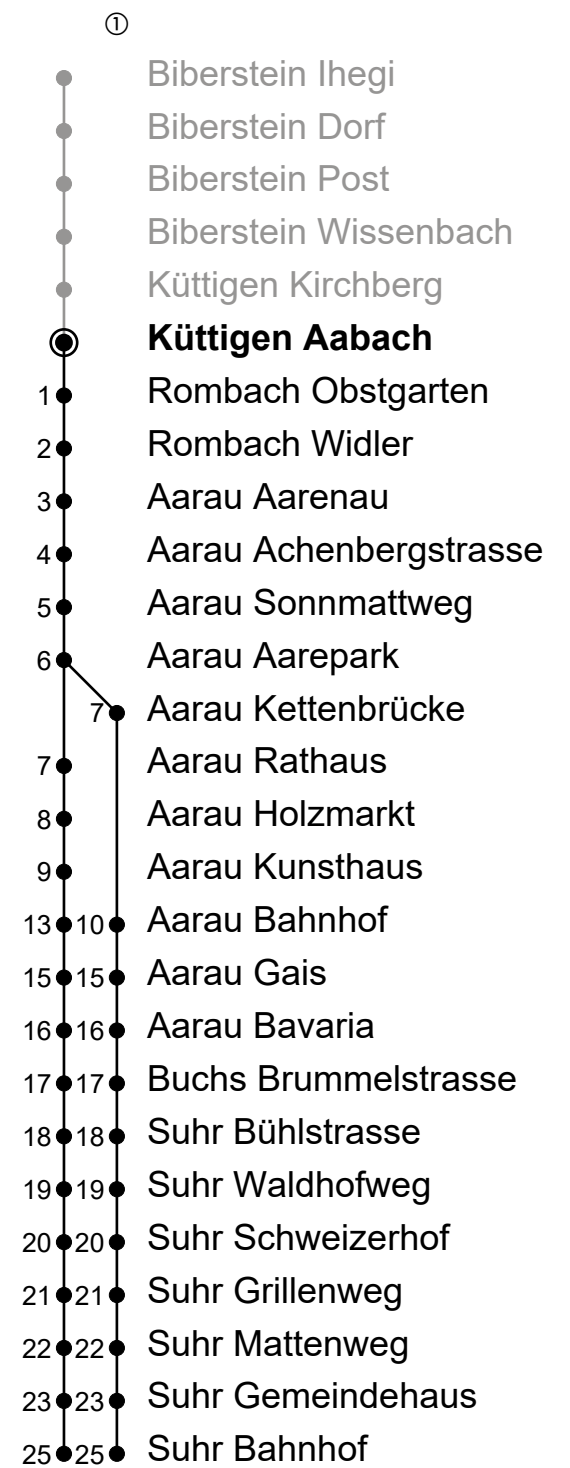 ①
Biberstein Ihegi
Biberstein Dorf
Biberstein Post
Biberstein Wissenbach
Küttigen Kirchberg
Küttigen Aabach
1 Rombach Obstgarten
2 Rombach Widler
3 Aarau Aarenau
4 Aarau Achenbergstrasse
5 Aarau Sonnmattweg
6 Aarau Aarepark
7 Aarau Kettenbrücke
7 Aarau Rathaus
8 Aarau Holzmarkt
9 Aarau Kunsthaus
13 10 Aarau Bahnhof
15 15 Aarau Gais
16 16 Aarau Bavaria
17 17 Buchs Brummelstrasse
18 18 Suhr Bühlstrasse
19 19 Suhr Waldhofweg
20 20 Suhr Schweizerhof
21 21 Suhr Grillenweg
22 22 Suhr Mattenweg
23 23 Suhr Gemeindehaus
25 25 Suhr Bahnhof